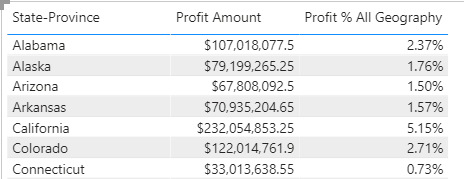 State-Province Profit Amount Profit % All Geography
Alabama $107,018,077.5 2.37%
Alaska $79,199,265.25 1.76%
Arizona $67,808,092.5 1.50%
Arkansas $70,935,204.65 1.57%
California $232,054,853.25 5.15%
Colorado $122,014,761.9 2.71%
Connecticut $33,013,638.55 0.73%